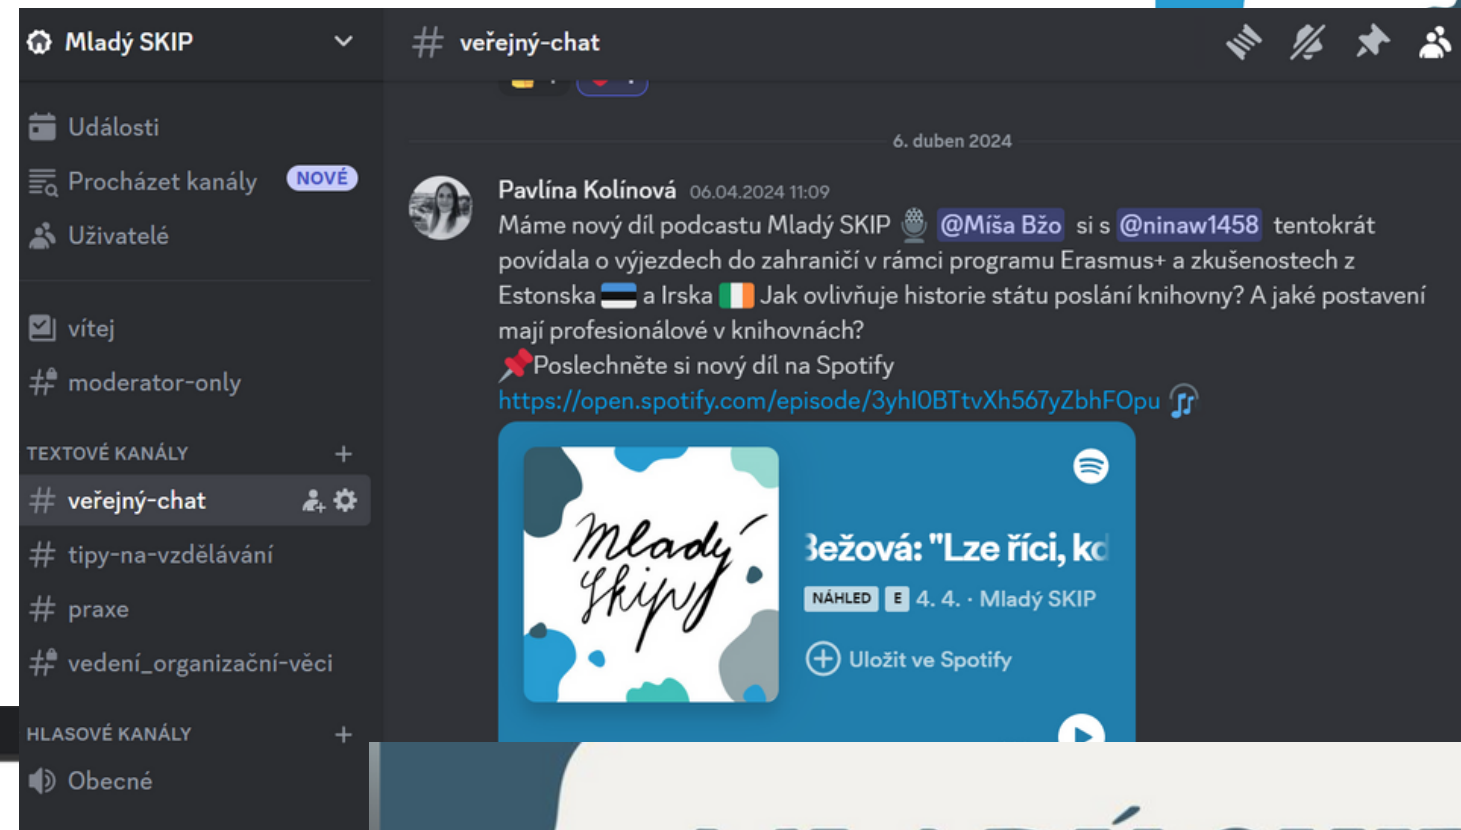 Mladý SKIP
Události
Procházet kanály NOVÉ
Uživatelé
vítej
moderator-only
TEXTOVÉ KANÁLY
veřejný-chat
tipy-na-vzdělávání
praxe
vedení_organizační-věci
HLASOVÉ KANÁLY
Obecné
# veřejný-chat
6. duben 2024
Pavlína Kolínová 06.04.2024 11:09
Máme nový díl podcastu Mladý SKIP @Míša Bžo si s @ninaw1458 tentokrát
povídala o výjezdech do zahraničí v rámci programu Erasmus+ a zkušenostech z
Estonska a Irska Jak ovlivňuje historie státu poslání knihovny? A jaké postavení
mají profesionálové v knihovnách?
Poslechněte si nový díl na Spotify
https://open.spotify.com/episode/3yhI0BTtvXh567yZbhFOpu
Mladý
Skip
Bežová: "Lze říci, kd
NÁHLED E 4. 4. · Mladý SKIP
Uložit ve Spotify